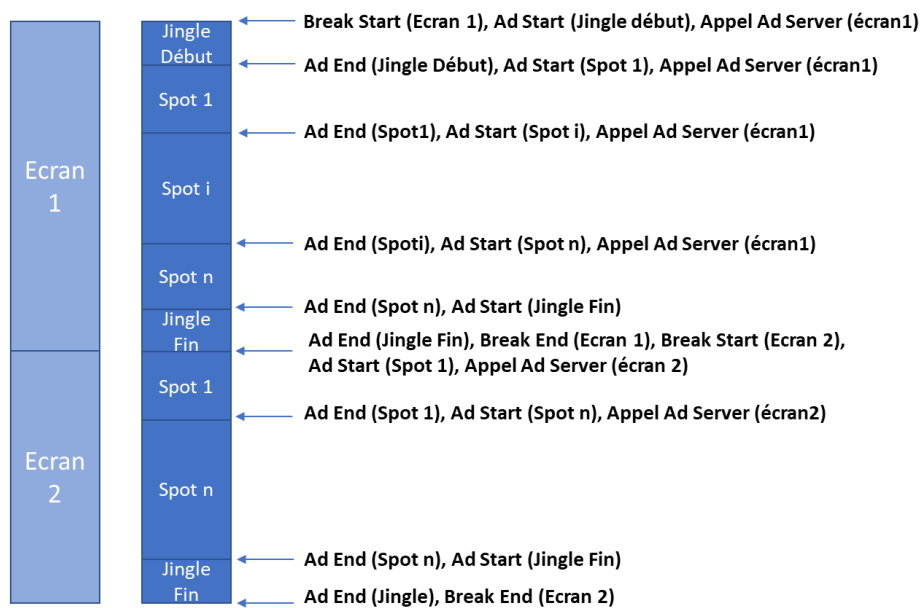 Break Start (Ecran 1), Ad Start (Jingle début), Appel Ad Server (écran1)
Jingle
Début
Ad End (Jingle Début), Ad Start (Spot 1), Appel Ad Server (écran1)
Spot 1
Ad End (Spot1), Ad Start (Spot i), Appel Ad Server (écran1)
Ecran
1
Spot i
Ad End (Spoti), Ad Start (Spot n), Appel Ad Server (écran1)
Spot n
Ad End (Spot n), Ad Start (Jingle Fin)
Jingle
Fin
Ad End (Jingle Fin), Break End (Ecran 1), Break Start (Ecran 2),
Ad Start (Spot 1), Appel Ad Server (écran 2)
Spot 1
Ad End (Spot 1), Ad Start (Spot n), Appel Ad Server (écran2)
Ecran
2
Spot n
Ad End (Spot n), Ad Start (Jingle Fin)
Jingle
Fin
Ad End (Jingle), Break End (Ecran 2)